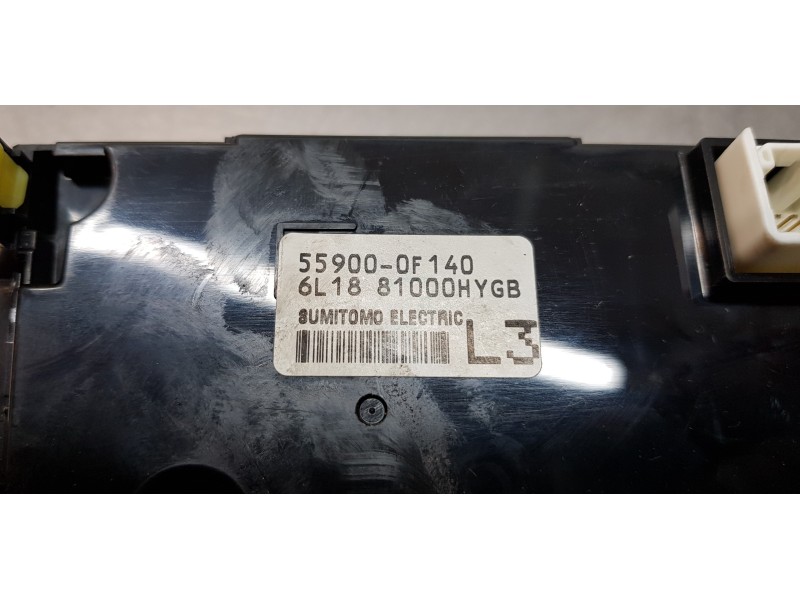 55900-0F140
6L18 81000HYGB
SUMITOMO ELECTRIC
L3